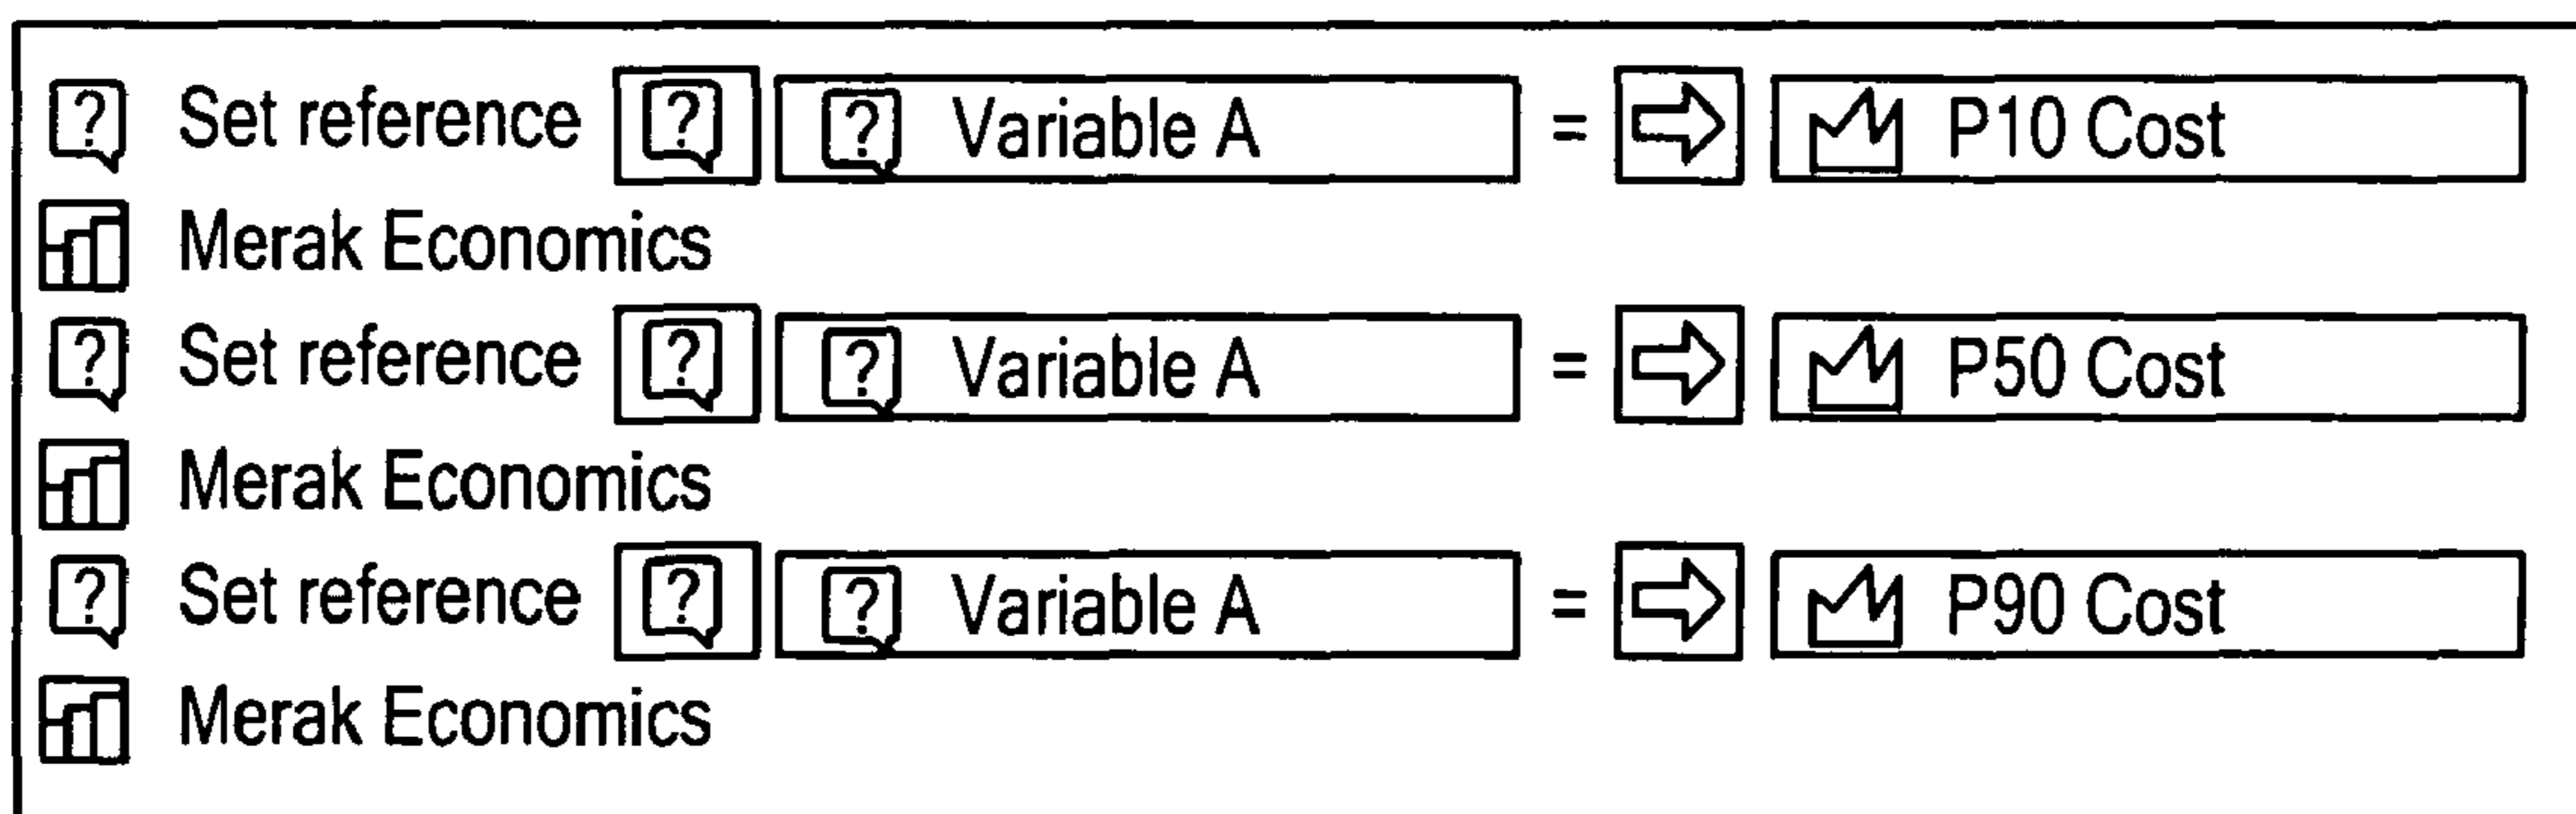 ? Set reference ? ? Variable A = P10 Cost
Merak Economics
? Set reference ? ? Variable A = P50 Cost
Merak Economics
? Set reference ? ? Variable A = P90 Cost
Merak Economics